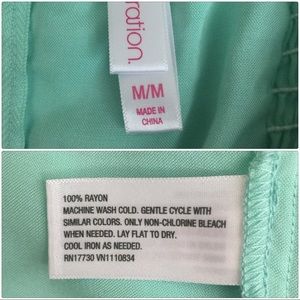 ration.
M/M
MADE IN
CHINA
100% RAYON
MACHINE WASH COLD. GENTLE CYCLE WITH
SIMILAR COLORS. ONLY NON-CHLORINE BLEACH
WHEN NEEDED. LAY FLAT TO DRY.
COOL IRON AS NEEDED.
RN17730 VN1110834